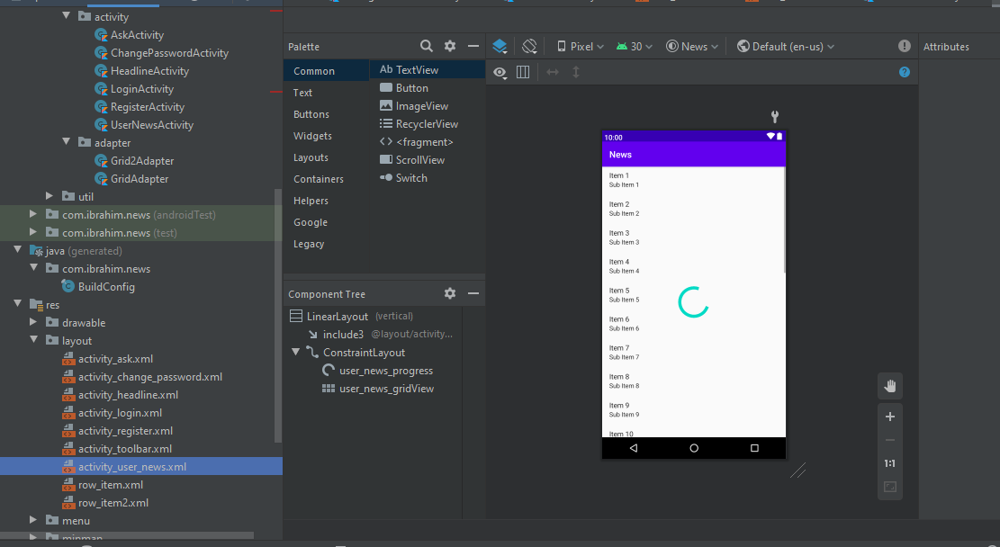 activity
AskActivity
ChangePasswordActivity
HeadlineActivity
LoginActivity
RegisterActivity
UserNewsActivity
adapter
Grid2Adapter
GridAdapter
util
com.ibrahim.news (androidTest)
com.ibrahim.news (test)
java (generated)
com.ibrahim.news
BuildConfig
res
drawable
layout
activity_ask.xml
activity_change_password.xml
activity_headline.xml
activity_login.xml
activity_register.xml
activity_toolbar.xml
activity_user_news.xml
row_item.xml
row_item2.xml
menu
Palette
Common
Text
Buttons
Widgets
Layouts
Containers
Helpers
Google
Legacy
Ab TextView
Button
ImageView
RecyclerView
<fragment>
ScrollView
Switch
Component Tree
LinearLayout (vertical)
include3 @layout/activity...
ConstraintLayout
user_news_progress
user_news_gridView
Pixel 30 News Default (en-us)
10:00
News
Item 1
Sub Item 1
Item 2
Sub Item 2
Item 3
Sub Item 3
Item 4
Sub Item 4
Item 5
Sub Item 5
Item 6
Sub Item 6
Item 7
Sub Item 7
Item 8
Sub Item 8
Item 9
Sub Item 9
Item 10
1:1
Attributes